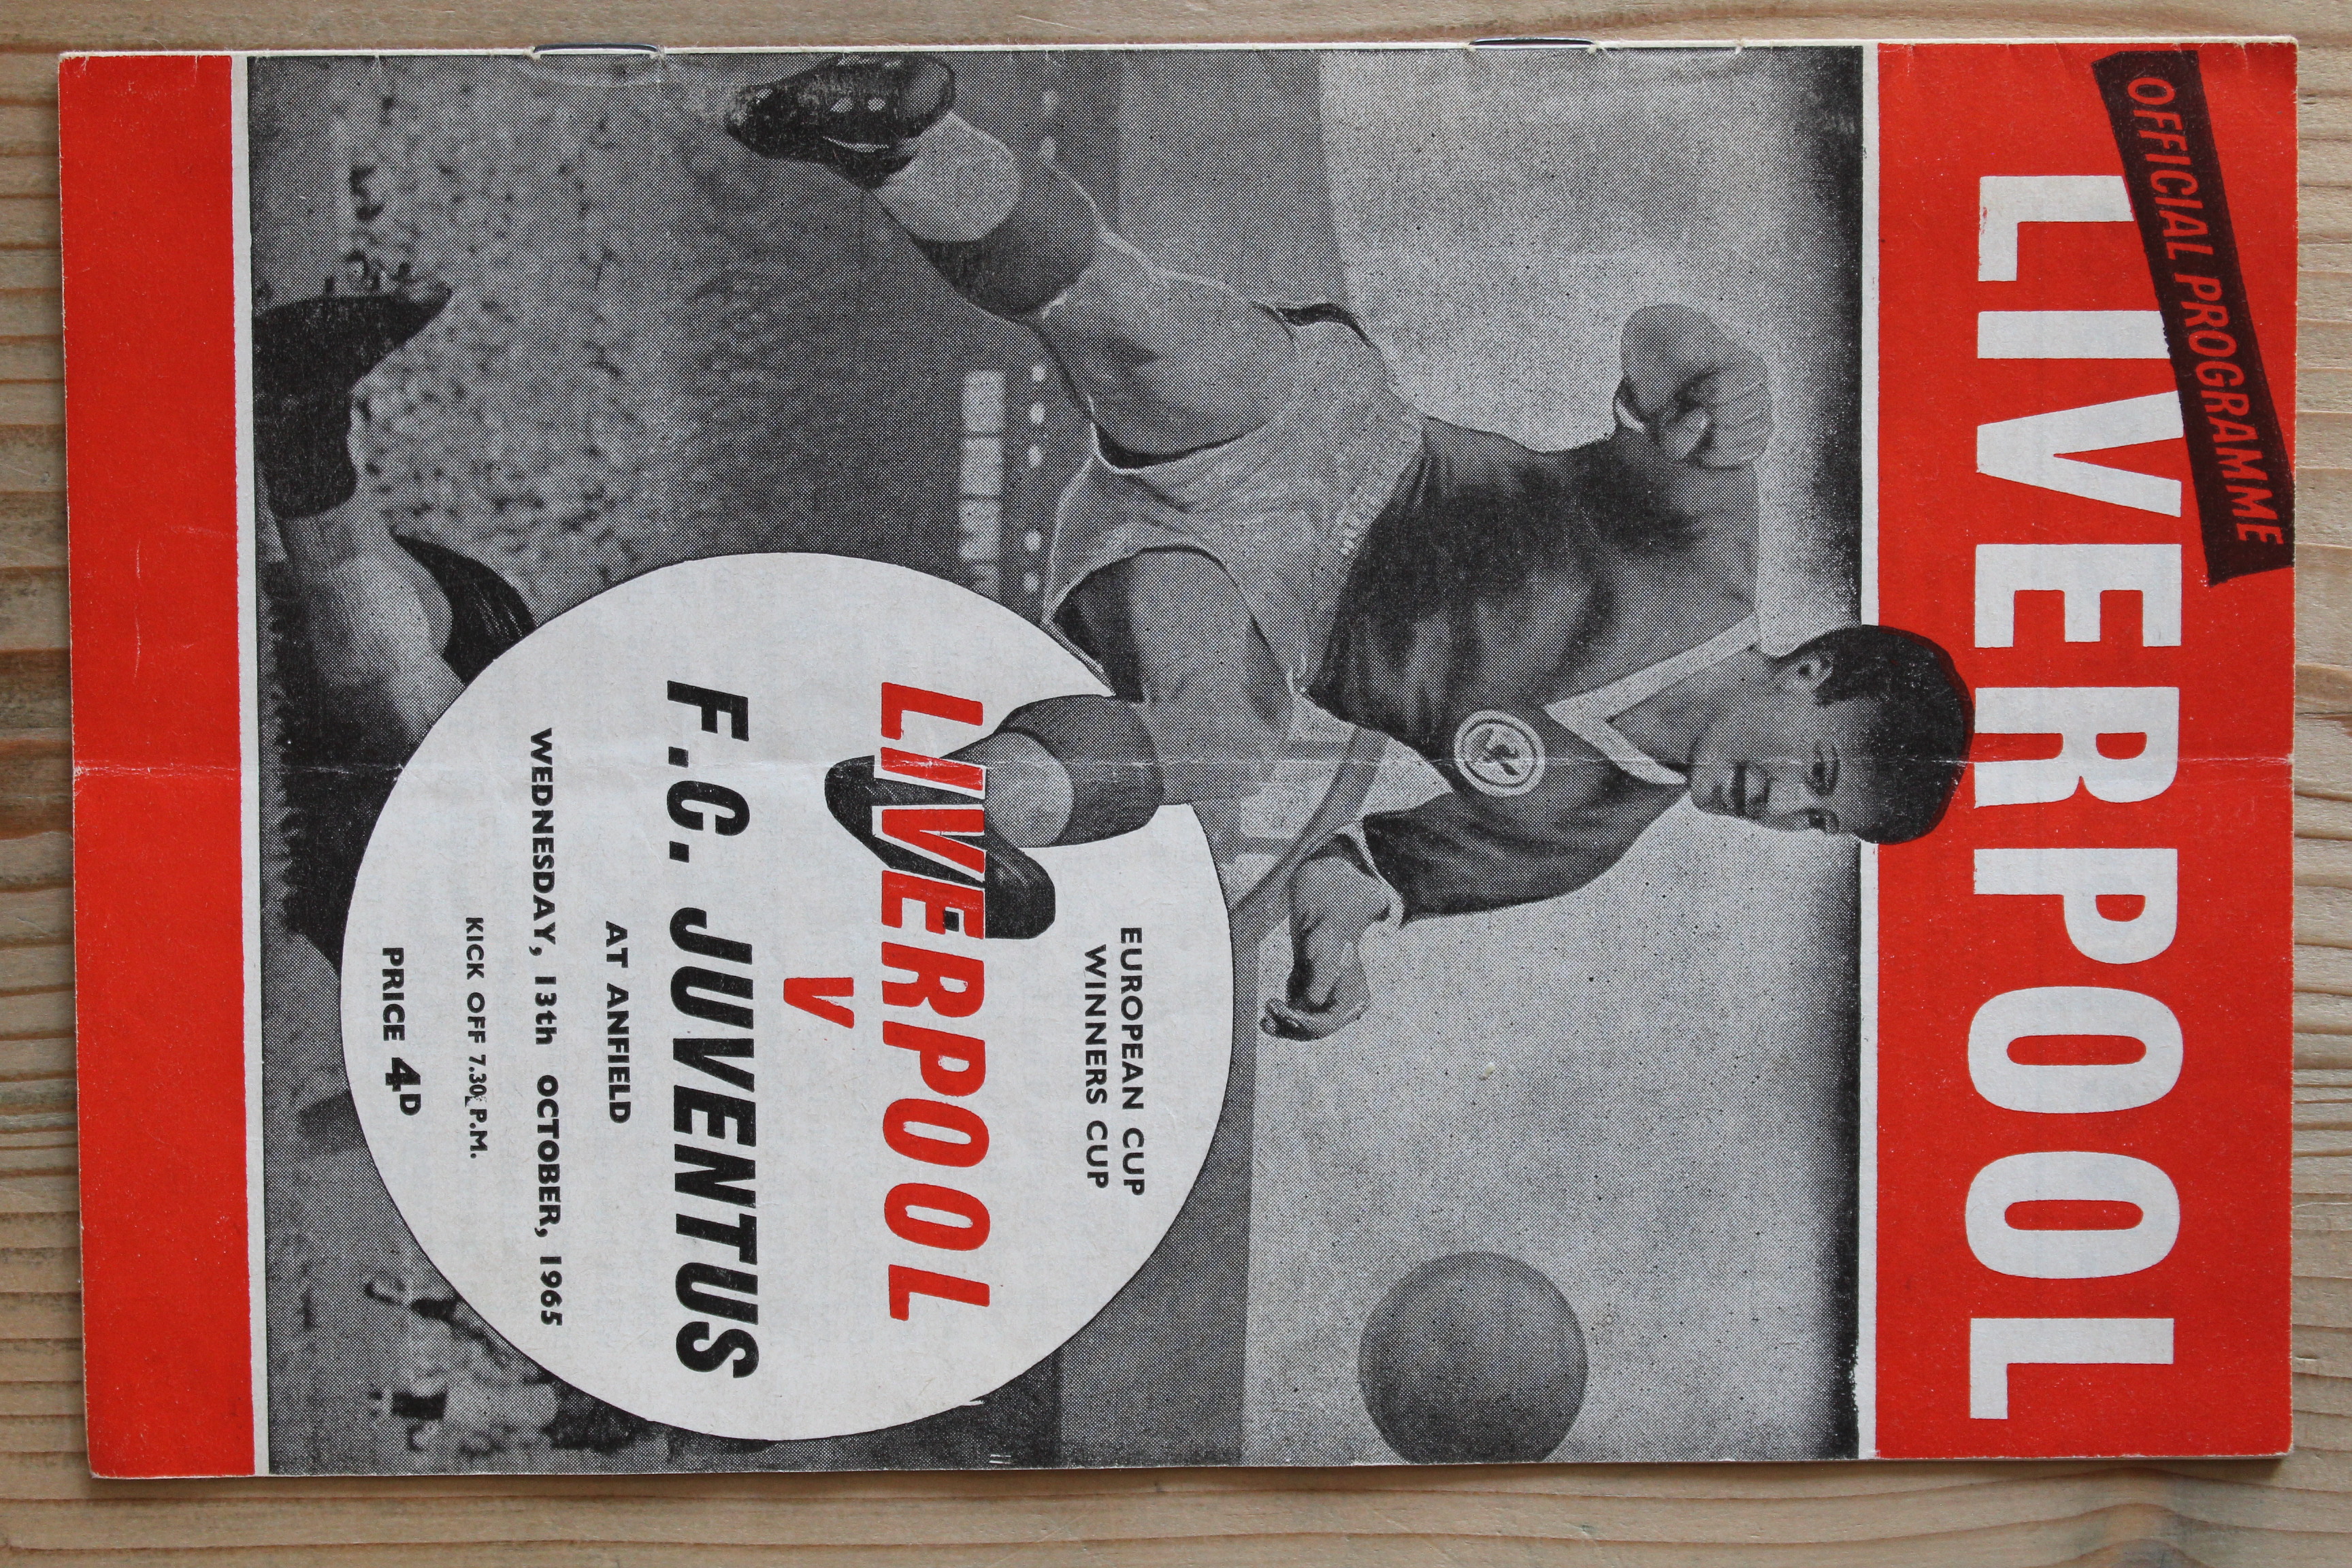 OFFICIAL PROGRAMME
LIVERPOOL
EUROPEAN CUP
WINNERS CUP
LIVERPOOL
V
F.C. JUVENTUS
AT ANFIELD
WEDNESDAY, 13th OCTOBER, 1965
KICK OFF 7.30 P.M.
PRICE 4D